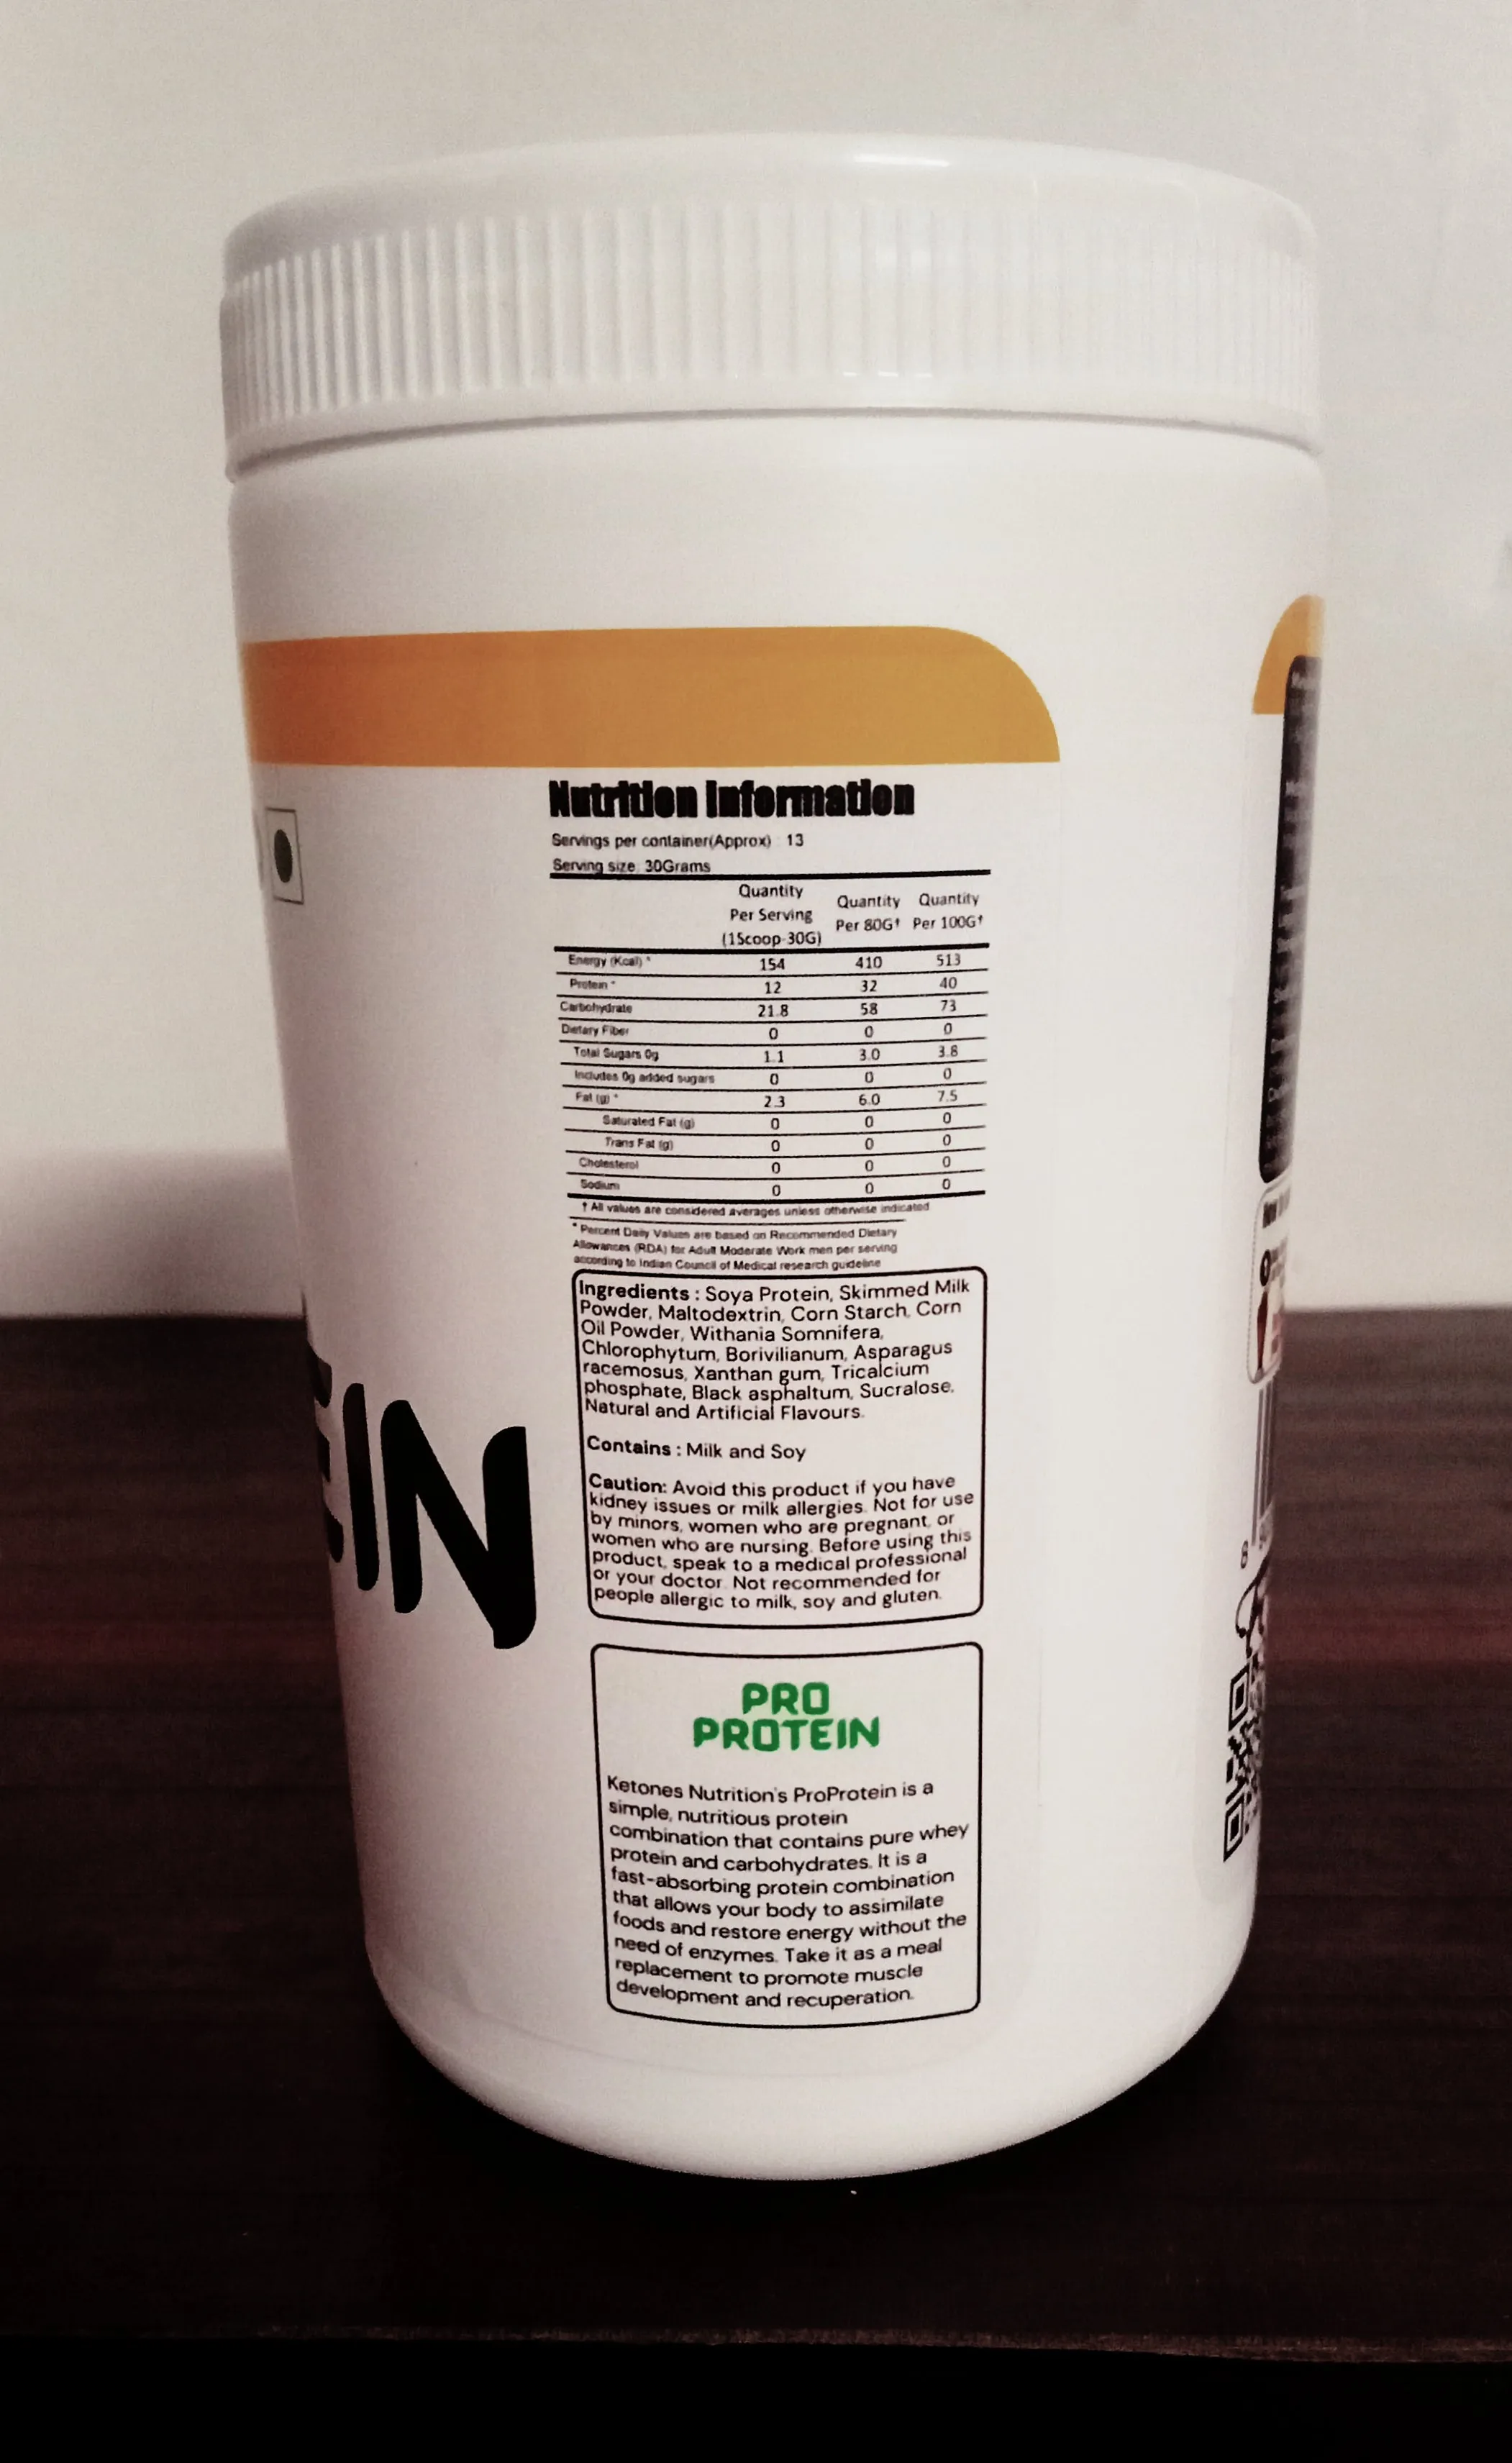 Nutrition Information
Servings per container(Approx) : 13
Serving size: 30Grams
Quantity Per Serving (1Scoop-30G) Quantity Per 80G† Quantity Per 100G†
Energy (Kcal) * 154 410 513
Protein * 12 32 40
Carbohydrate 21.8 58 73
Dietary Fiber 0 0 0
Total Sugars 0g 1.1 3.0 3.8
Includes 0g added sugars 0 0 0
Fat (g) * 2.3 6.0 7.5
Saturated Fat (g) 0 0 0
Trans Fat (g) 0 0 0
Cholesterol 0 0 0
Sodium 0 0 0
† All values are considered averages unless otherwise indicated
* Percent Daily Values are based on Recommended Dietary
Allowances (RDA) for Adult Moderate Work men per serving
according to Indian Council of Medical research guideline
Ingredients : Soya Protein, Skimmed Milk
Powder, Maltodextrin, Corn Starch, Corn
Oil Powder, Withania Somnifera,
Chlorophytum, Borivilianum, Asparagus
racemosus, Xanthan gum, Tricalcium
phosphate, Black asphaltum, Sucralose,
Natural and Artificial Flavours.
Contains : Milk and Soy
Caution: Avoid this product if you have
kidney issues or milk allergies. Not for use
by minors, women who are pregnant, or
women who are nursing. Before using this
product, speak to a medical professional
or your doctor. Not recommended for
people allergic to milk, soy and gluten.
EIN
PRO
PROTEIN
Ketones Nutrition's ProProtein is a
simple, nutritious protein
combination that contains pure whey
protein and carbohydrates. It is a
fast-absorbing protein combination
that allows your body to assimilate
foods and restore energy without the
need of enzymes. Take it as a meal
replacement to promote muscle
development and recuperation.
8